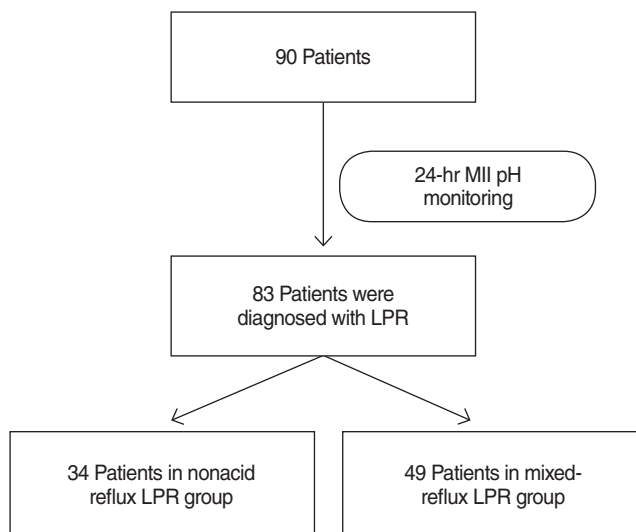 90 Patients
24-hr MII pH
monitoring
83 Patients were
diagnosed with LPR
34 Patients in nonacid
reflux LPR group
49 Patients in mixed-
reflux LPR group